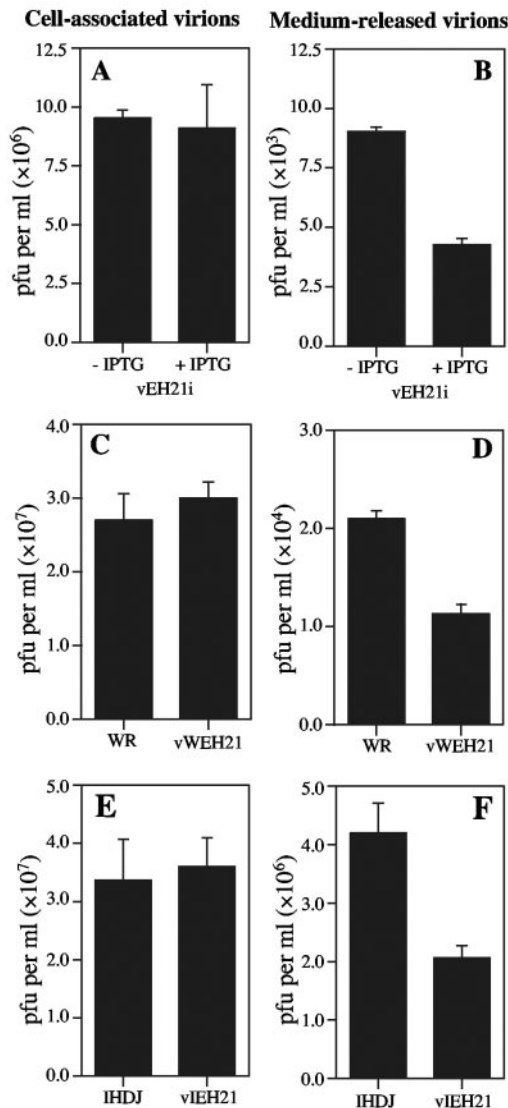 Cell-associated virions
Medium-released virions
A
pfu per ml (×10⁶)
10.0
7.5
5.0
2.5
0.0
- IPTG
+ IPTG
vEH21i
B
pfu per ml (×10³)
10.0
7.5
5.0
2.5
0.0
- IPTG
+ IPTG
vEH21i
C
pfu per ml (×10⁷)
4.0
3.0
2.0
1.0
0.0
WR
vWEH21
D
pfu per ml (×10⁴)
3.0
2.0
1.0
0.0
WR
vWEH21
E
pfu per ml (×10⁷)
5.0
4.0
3.0
2.0
1.0
0.0
IHDJ
vIEH21
F
pfu per ml (×10⁶)
5.0
4.0
3.0
2.0
1.0
0.0
IHDJ
vIEH21